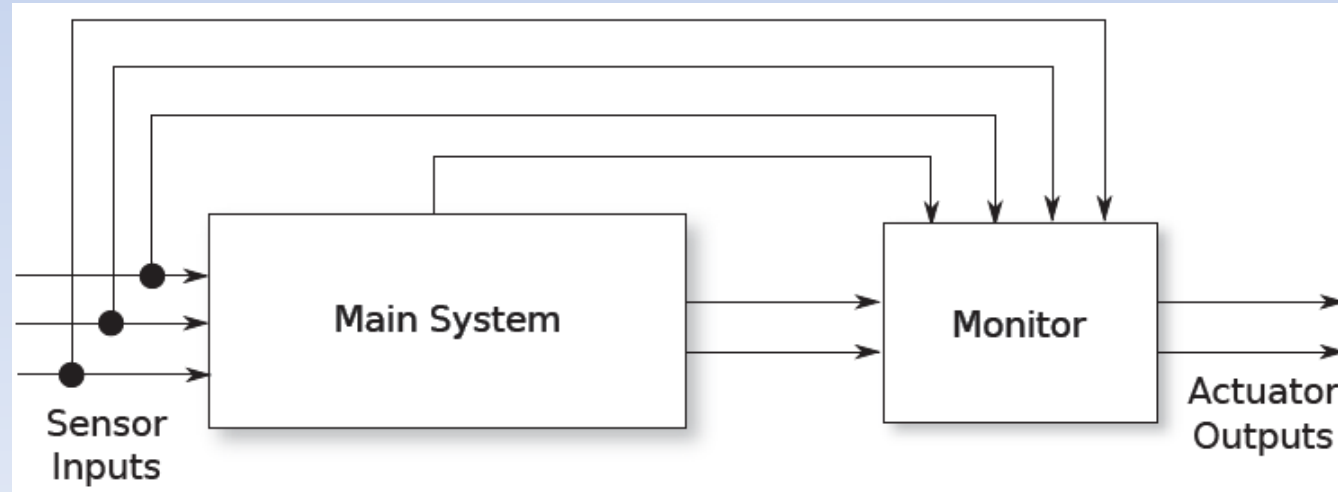 Main System
Monitor
Sensor
Inputs
Actuator
Outputs